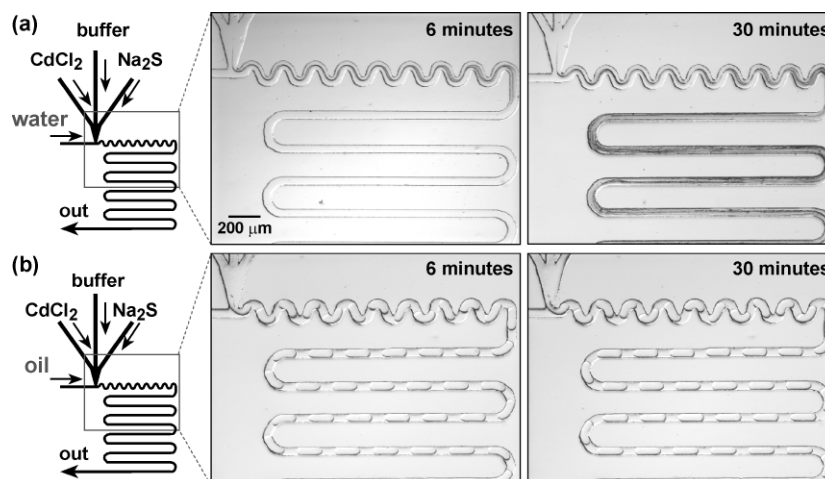 (a)
buffer
CdCl2 Na2S
water
out
6 minutes
200 μm
30 minutes
(b)
buffer
CdCl2 Na2S
oil
out
6 minutes
30 minutes